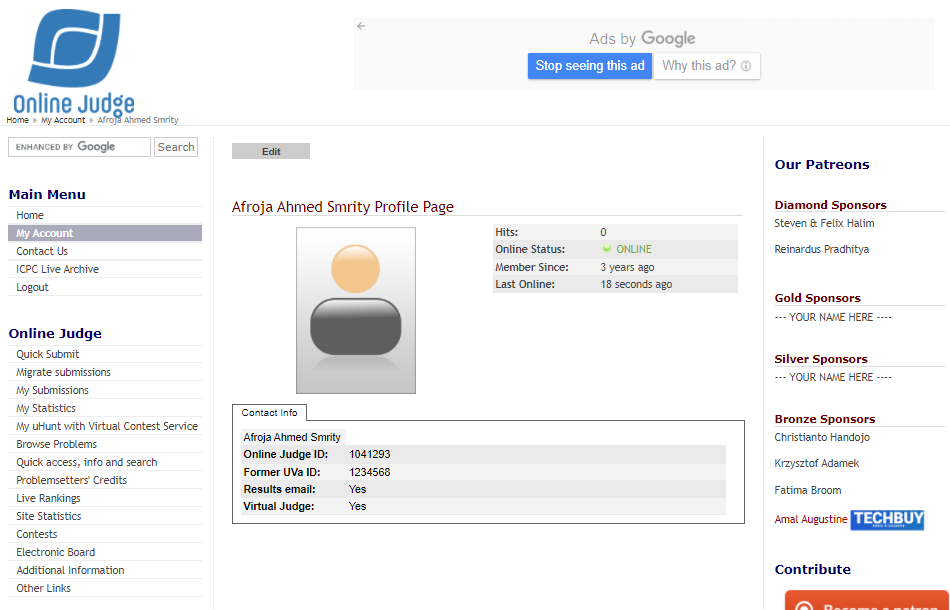 Online Judge
Ads by Google
Stop seeing this ad
Why this ad?
Home My Account Afroja Ahmed Smrity
ENHANCED BY Google
Search
Main Menu
Home
My Account
Contact Us
ICPC Live Archive
Logout
Online Judge
Quick Submit
Migrate submissions
My Submissions
My Statistics
My uHunt with Virtual Contest Service
Browse Problems
Quick access, info and search
Problemsetters' Credits
Live Rankings
Site Statistics
Contests
Electronic Board
Additional Information
Other Links
Edit
Afroja Ahmed Smrity Profile Page
Hits: 0
Online Status: ONLINE
Member Since: 3 years ago
Last Online: 18 seconds ago
Contact Info
Afroja Ahmed Smrity
Online Judge ID: 1041293
Former UVa ID: 1234568
Results email: Yes
Virtual Judge: Yes
Our Patreons
Diamond Sponsors
Steven & Felix Halim
Reinardus Pradhitya
Gold Sponsors
--- YOUR NAME HERE ----
Silver Sponsors
--- YOUR NAME HERE ----
Bronze Sponsors
Christianto Handojo
Krzysztof Adamek
Fatima Broom
Amal Augustine TECHBUY
Contribute
Become a patron